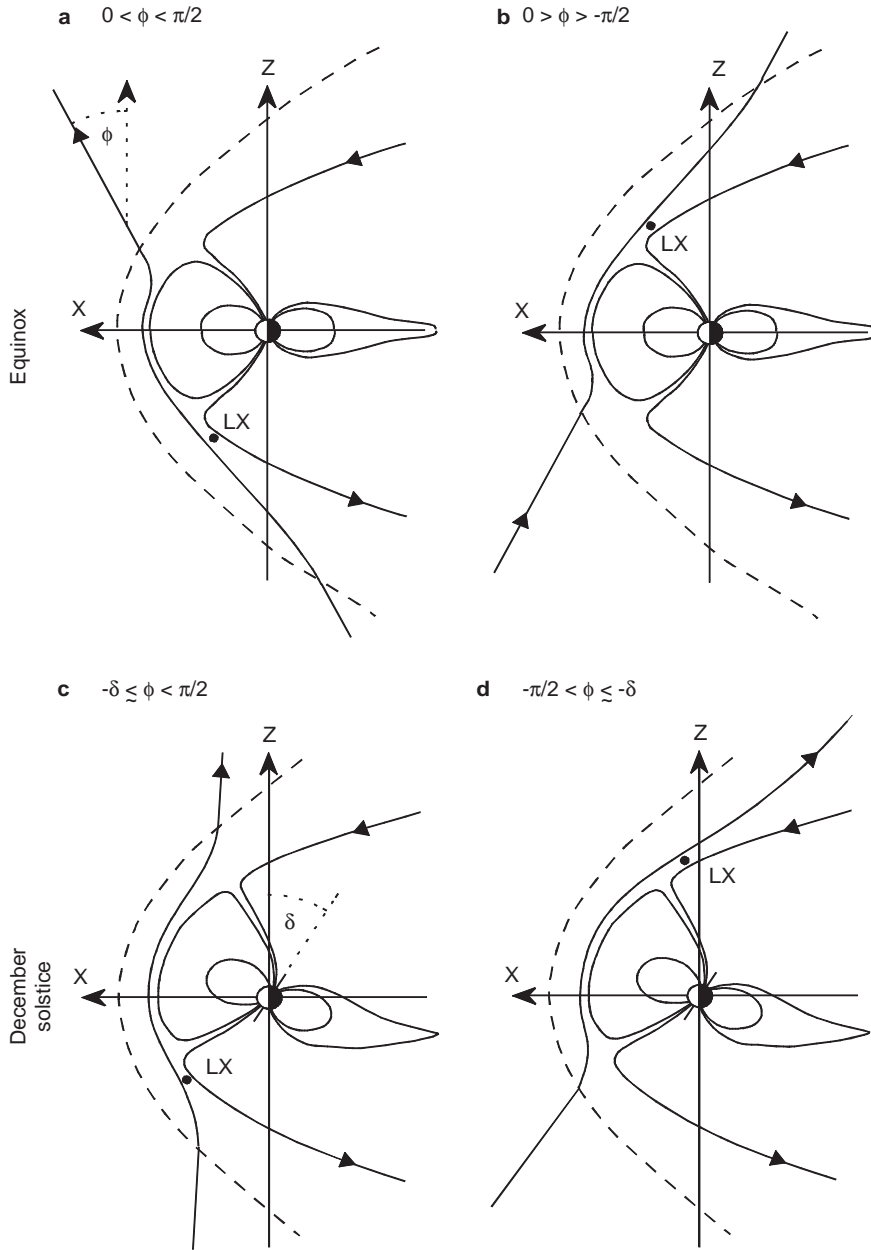 a 0 < ϕ < π/2
b 0 > ϕ > -π/2
Z
ϕ
X
LX
Z
LX
X
Equinox
c -δ ≲ ϕ < π/2
d -π/2 < ϕ ≲ -δ
Z
δ
X
LX
Z
LX
X
December
solstice